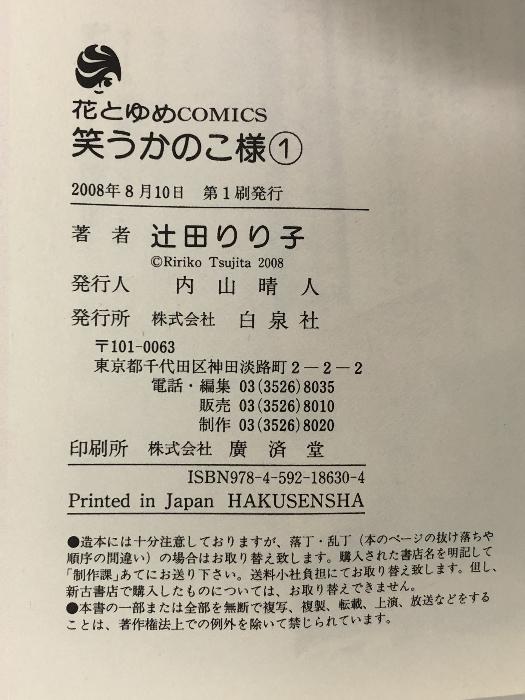 花とゆめCOMICS
笑うかのこ様①
2008年8月10日　第1刷発行
著者　辻田りり子
©Ririko Tsujita 2008
発行人　内山晴人
発行所　株式会社　白泉社
〒101-0063
東京都千代田区神田淡路町2－2－2
電話・編集 03(3526)8035
販売 03(3526)8010
制作 03(3526)8020
印刷所　株式会社　廣済堂
ISBN978-4-592-18630-4
Printed in Japan HAKUSENSHA
●造本には十分注意しておりますが、落丁・乱丁（本のページの抜け落ちや
順序の間違い）の場合はお取り替え致します。購入された書店名を明記して
「制作課」あてにお送り下さい。送料小社負担にてお取り替え致します。但し、
新古書店で購入したものについては、お取り替えできません。
●本書の一部または全部を無断で複写、複製、転載、上演、放送などをする
ことは、著作権法上での例外を除いて禁じられています。